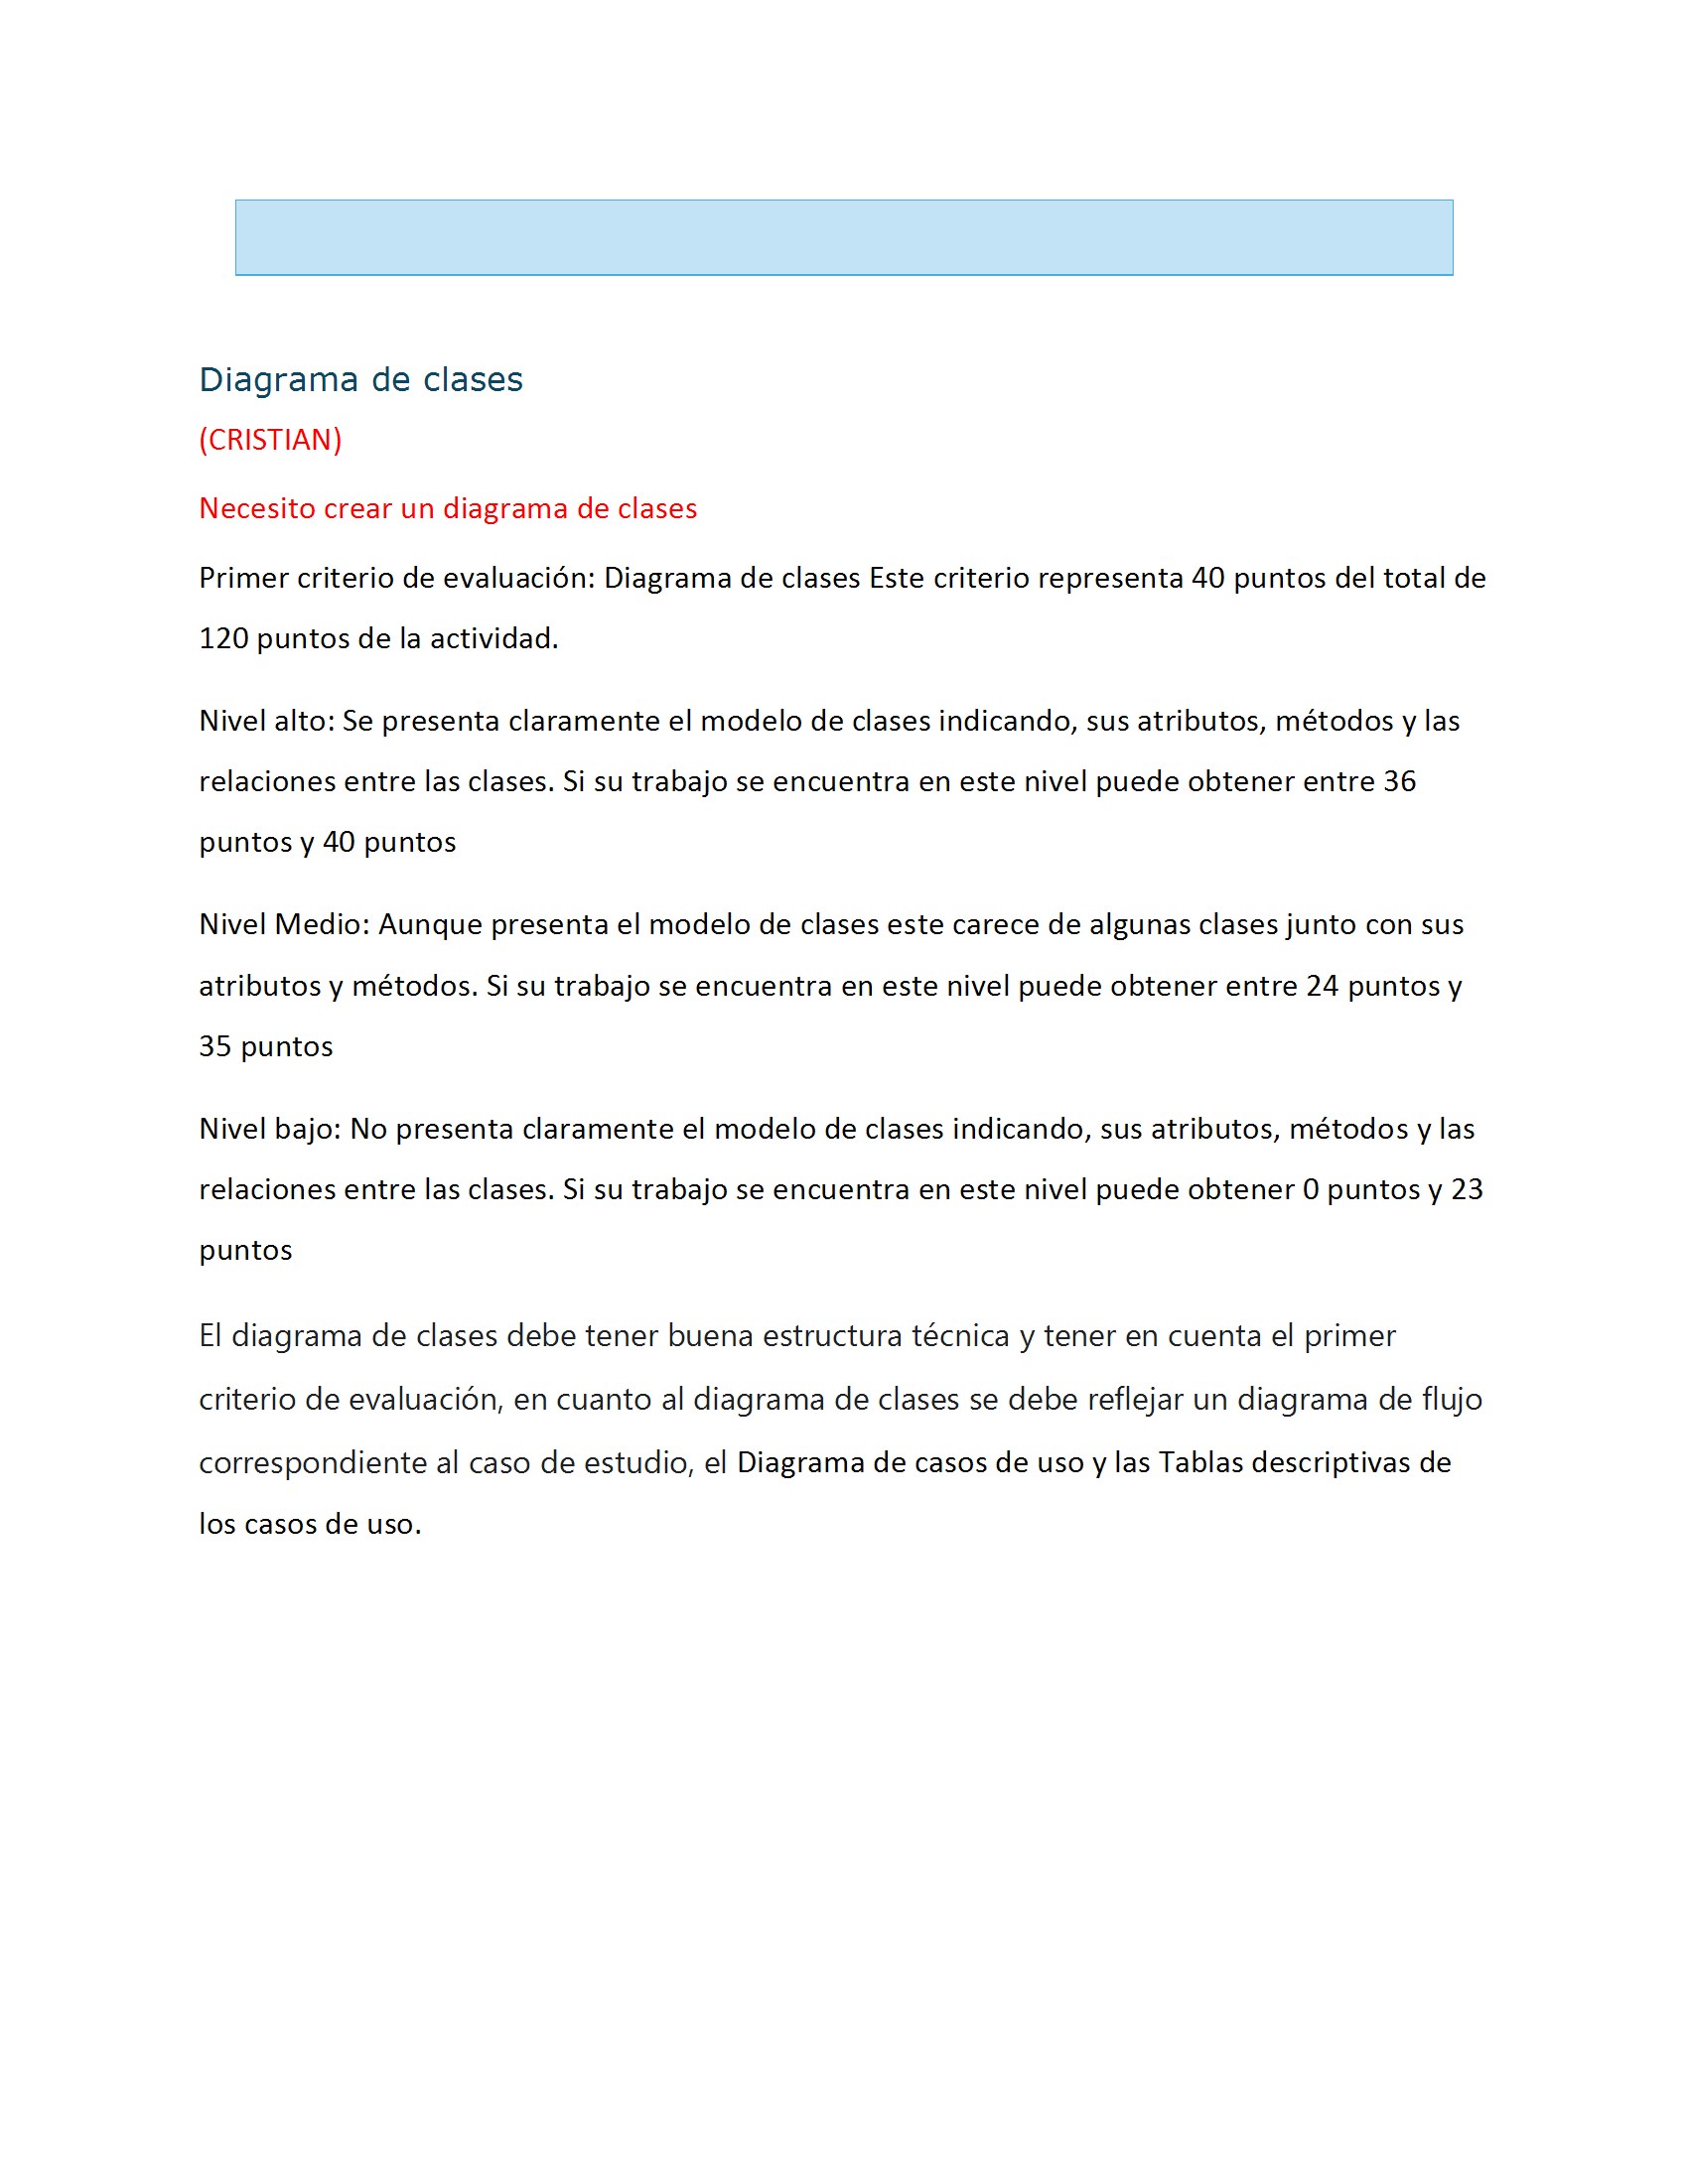 Diagrama de clases
(CRISTIAN)
Necesito crear un diagrama de clases
Primer criterio de evaluación: Diagrama de clases Este criterio representa 40 puntos del total de
120 puntos de la actividad.
Nivel alto: Se presenta claramente el modelo de clases indicando, sus atributos, métodos y las
relaciones entre las clases. Si su trabajo se encuentra en este nivel puede obtener entre 36
puntos y 40 puntos
Nivel Medio: Aunque presenta el modelo de clases este carece de algunas clases junto con sus
atributos y métodos. Si su trabajo se encuentra en este nivel puede obtener entre 24 puntos y
35 puntos
Nivel bajo: No presenta claramente el modelo de clases indicando, sus atributos, métodos y las
relaciones entre las clases. Si su trabajo se encuentra en este nivel puede obtener 0 puntos y 23
puntos
El diagrama de clases debe tener buena estructura técnica y tener en cuenta el primer
criterio de evaluación, en cuanto al diagrama de clases se debe reflejar un diagrama de flujo
correspondiente al caso de estudio, el Diagrama de casos de uso y las Tablas descriptivas de
los casos de uso.